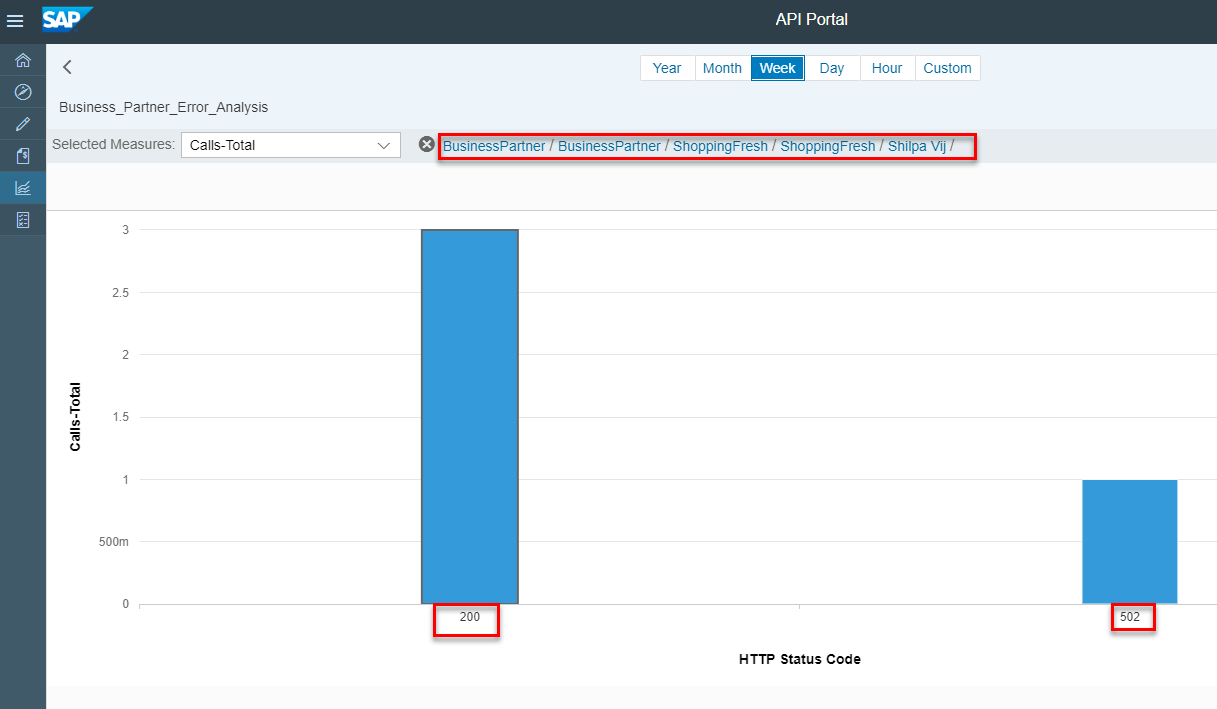 SAP
API Portal
Year Month Week Day Hour Custom
Business_Partner_Error_Analysis
Selected Measures: Calls-Total BusinessPartner / BusinessPartner / ShoppingFresh / ShoppingFresh / Shilpa Vij /
3
2.5
2
1.5
1
500m
0
Calls-Total
200 502
HTTP Status Code